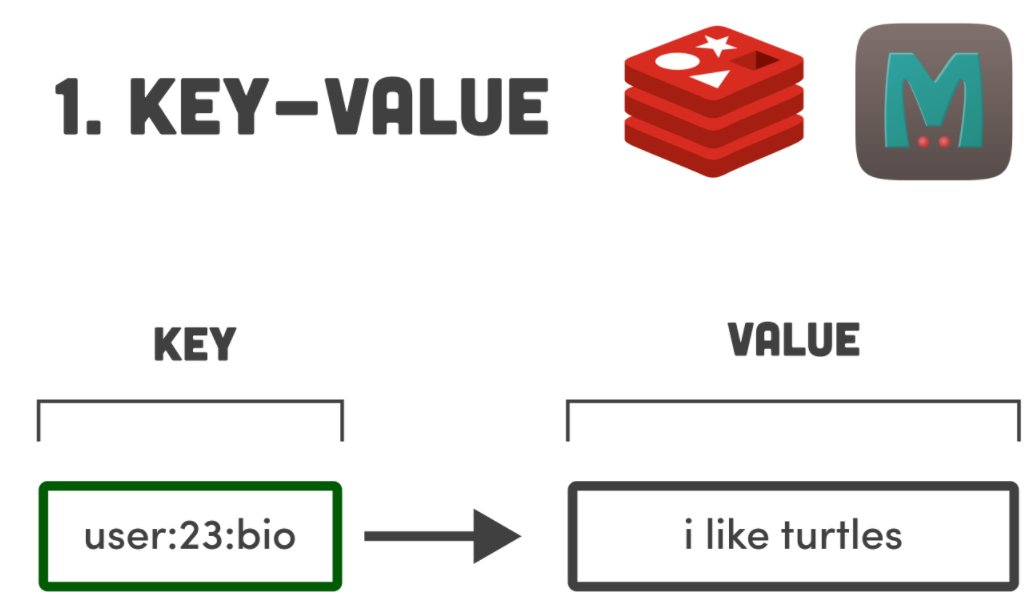 1. KEY-VALUE
M
KEY
VALUE
user:23:bio
i like turtles